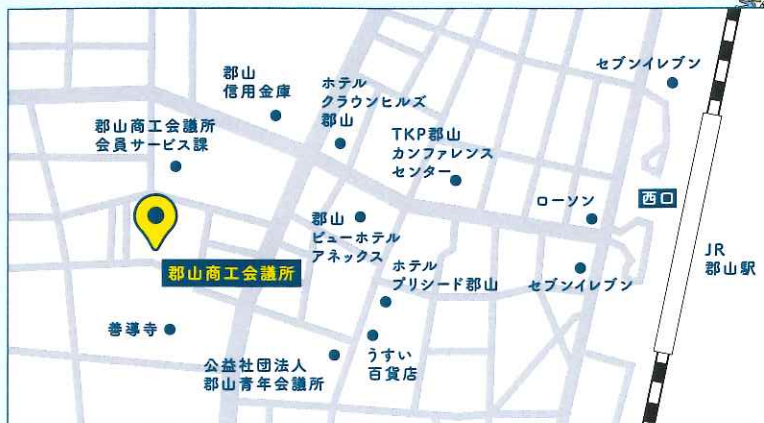 セブンイレブン
郡山
信用金庫
ホテル
クラウンヒルズ
郡山
郡山商工会議所
会員サービス課
TKP郡山
カンファレンス
センター
西口
ローソン
郡山
ビューホテル
アネックス
JR
郡山駅
郡山商工会議所
ホテル
プリシード郡山
セブンイレブン
善導寺
うすい
百貨店
公益社団法人
郡山青年会議所